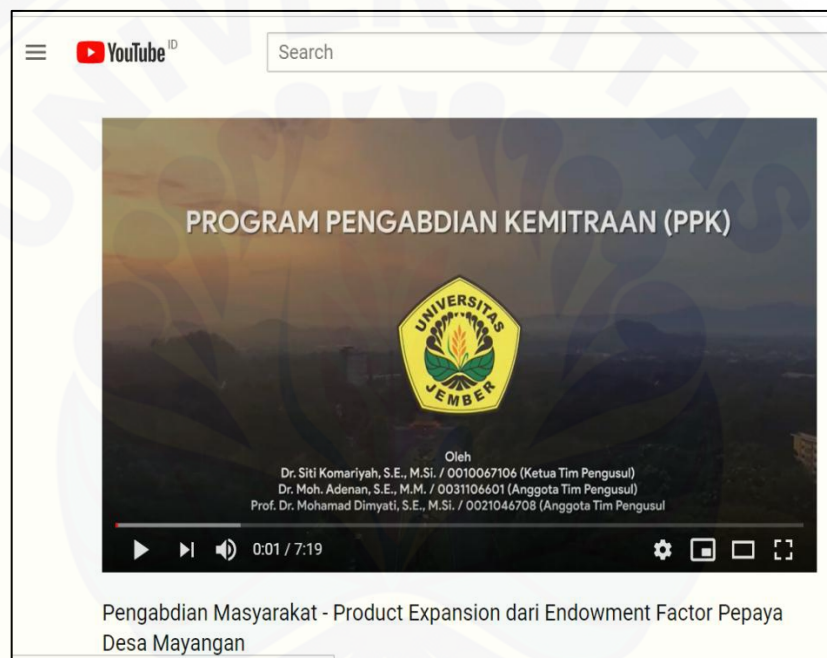 YouTube ID
Search
PROGRAM PENGABDIAN KEMITRAAN (PPK)
UNIVERSITAS
JEMBER
Oleh
Dr. Siti Komariyah, S.E., M.Si. / 0010067106 (Ketua Tim Pengusul)
Dr. Moh. Adenan, S.E., M.M. / 0031106601 (Anggota Tim Pengusul)
Prof. Dr. Mohamad Dimyati, S.E., M.Si. / 0021046708 (Anggota Tim Pengusul
0:01 / 7:19
Pengabdian Masyarakat - Product Expansion dari Endowment Factor Pepaya
Desa Mayangan
UNIVERSITAS